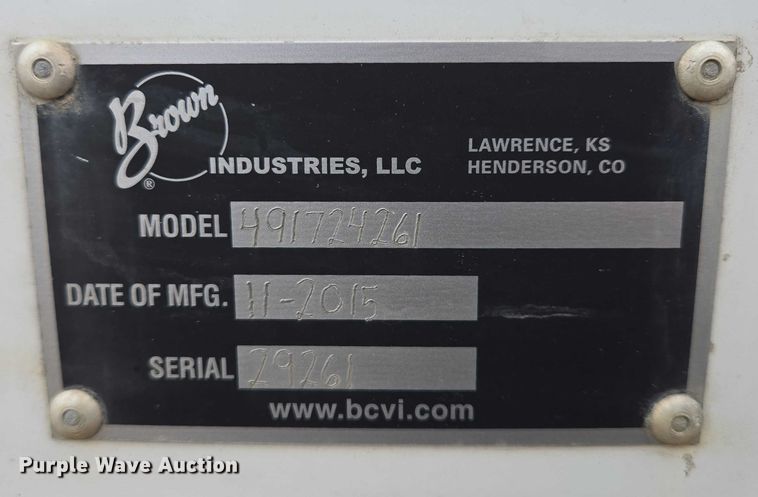 Brown ®
INDUSTRIES, LLC
LAWRENCE, KS
HENDERSON, CO
MODEL 491724261
DATE OF MFG. 11-2015
SERIAL 29261
www.bcvi.com
Purple Wave Auction